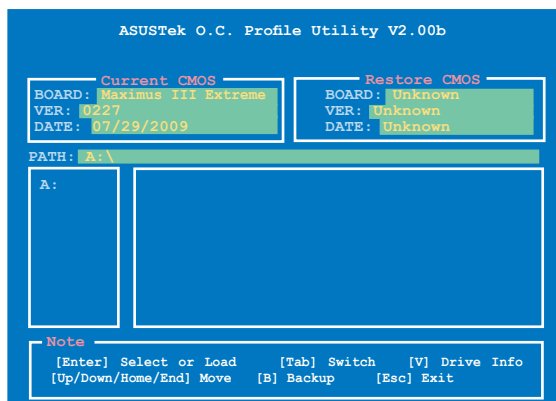 ASUSTek O.C. Profile Utility V2.00b
Current CMOS
BOARD: Maximus III Extreme
VER: 0227
DATE: 07/29/2009
Restore CMOS
BOARD: Unknown
VER: Unknown
DATE: Unknown
PATH: A:\
A:
Note
[Enter] Select or Load [Tab] Switch [V] Drive Info
[Up/Down/Home/End] Move [B] Backup [Esc] Exit